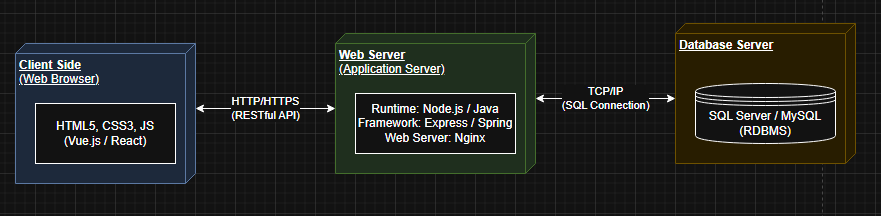 Client Side
(Web Browser)
HTML5, CSS3, JS
(Vue.js / React)
HTTP/HTTPS
(RESTful API)
Web Server
(Application Server)
Runtime: Node.js / Java
Framework: Express / Spring
Web Server: Nginx
TCP/IP
(SQL Connection)
Database Server
SQL Server / MySQL
(RDBMS)